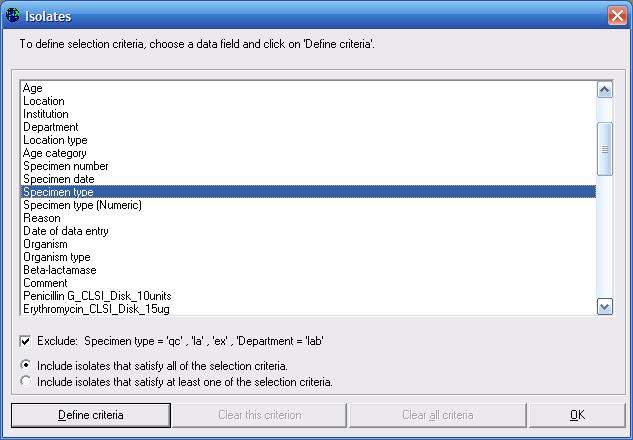 Isolates
To define selection criteria, choose a data field and click on 'Define criteria'.
Age
Location
Institution
Department
Location type
Age category
Specimen number
Specimen date
Specimen type
Specimen type (Numeric)
Reason
Date of data entry
Organism
Organism type
Beta-lactamase
Comment
Penicillin G_CLSI_Disk_10units
Erythromycin_CLSI_Disk_15ug
Exclude: Specimen type = 'qc' , 'la' , 'ex' , 'Department = 'lab'
Include isolates that satisfy all of the selection criteria.
Include isolates that satisfy at least one of the selection criteria.
Define criteria Clear this criterion Clear all criteria OK